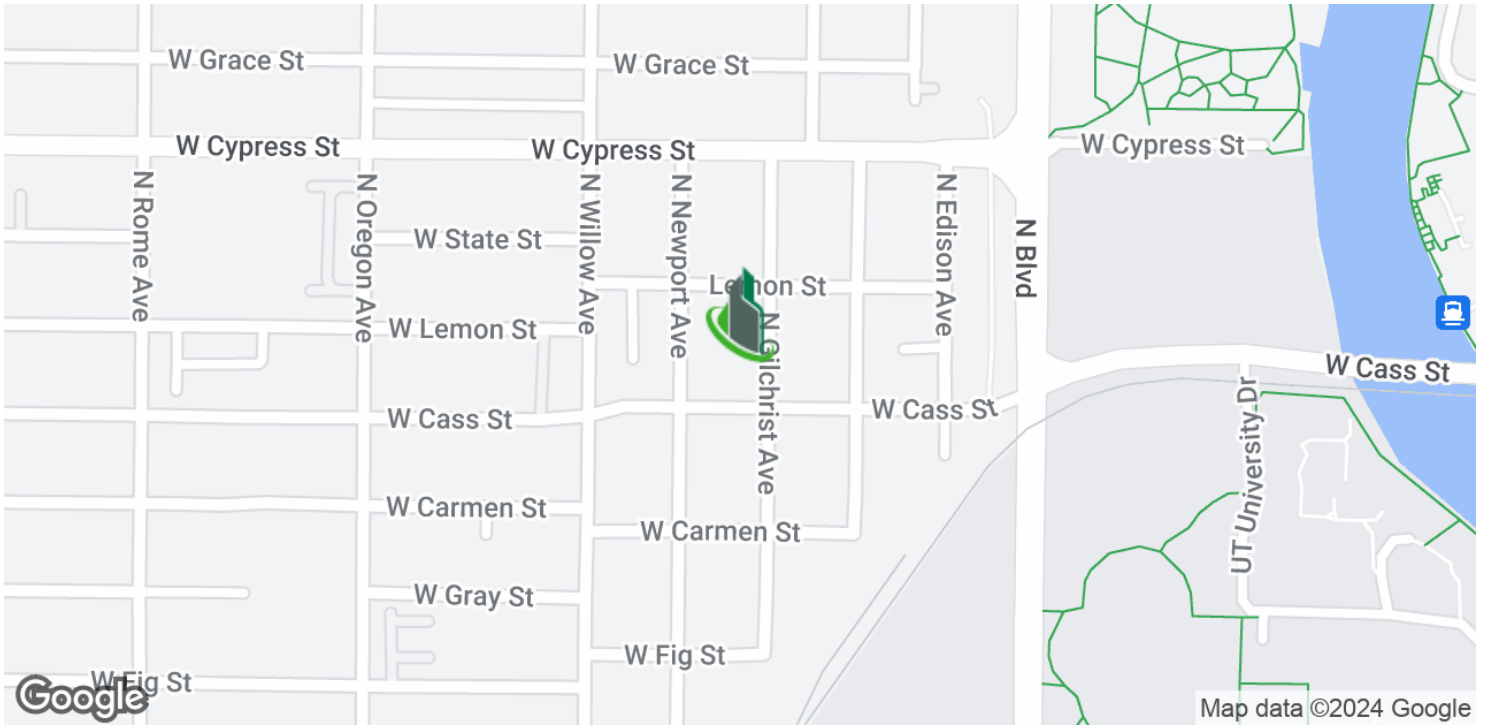 W Grace St
W Grace St
W Cypress St
W Cypress St
W Cypress St
N Rome Ave
N Oregon Ave
N Willow Ave
N Newport Ave
N Edison Ave
N Blvd
W State St
Lemon St
W Lemon St
N Gilchrist Ave
W Cass St
W Cass St
W Cass St
UT University Dr
W Carmen St
W Carmen St
W Gray St
W Fig St
W Fig St
Google
Map data ©2024 Google